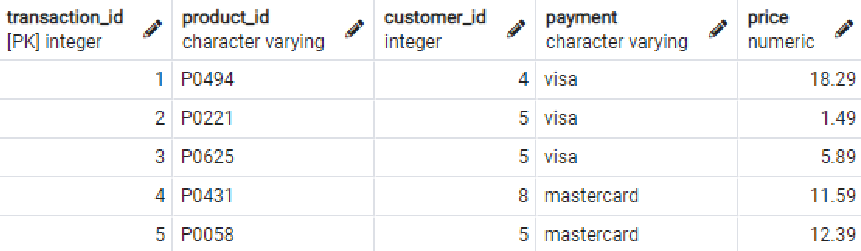 transaction_id product_id customer_id payment price
[PK] integer character varying integer character varying numeric
1 P0494 4 visa 18.29
2 P0221 5 visa 1.49
3 P0625 5 visa 5.89
4 P0431 8 mastercard 11.59
5 P0058 5 mastercard 12.39